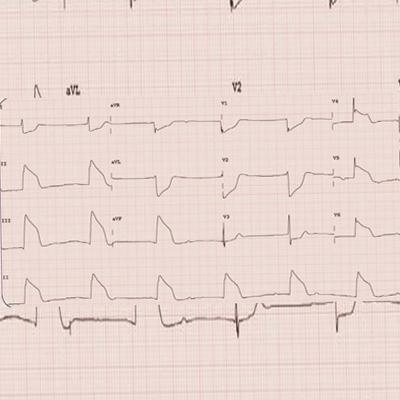 aVL V2
I aVR V1 V4
II aVL V2 V5
III aVF V3 V6
II